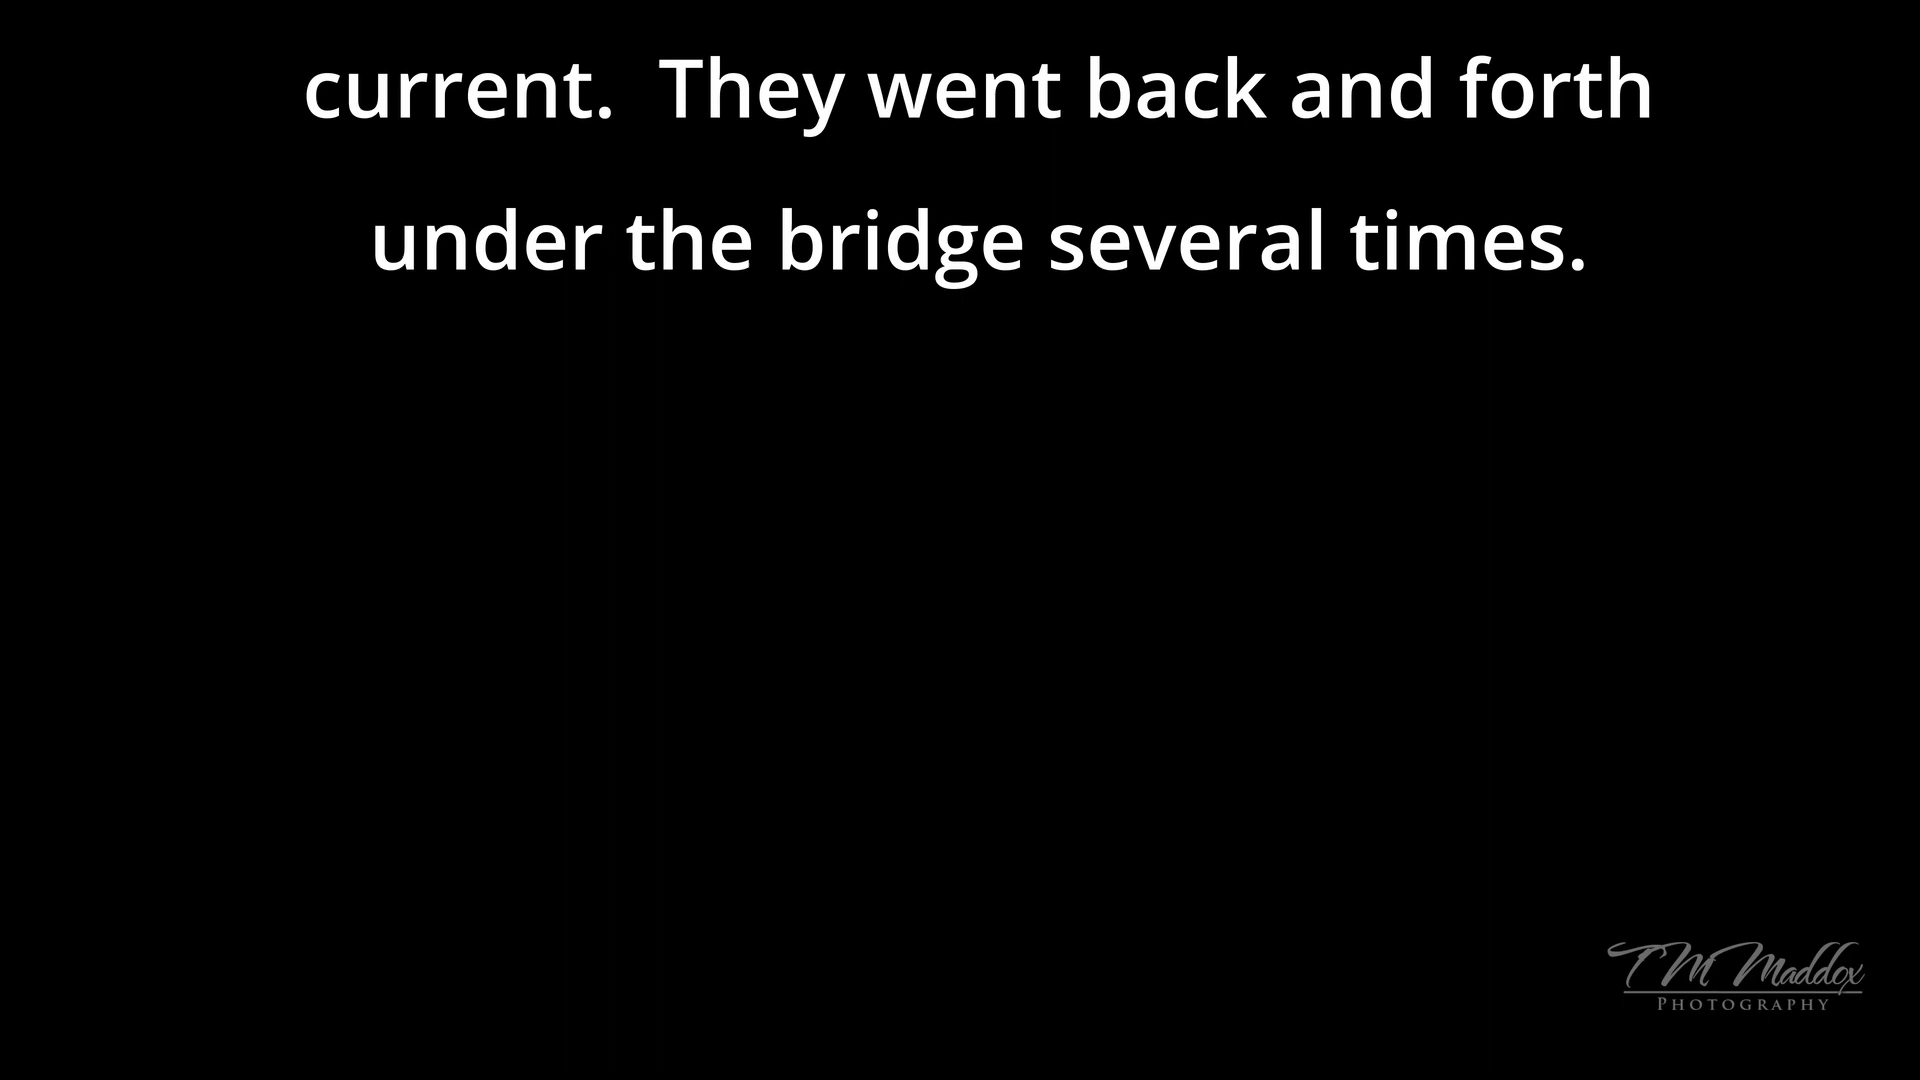 current.  They went back and forth
under the bridge several times.
TM Maddox
PHOTOGRAPHY